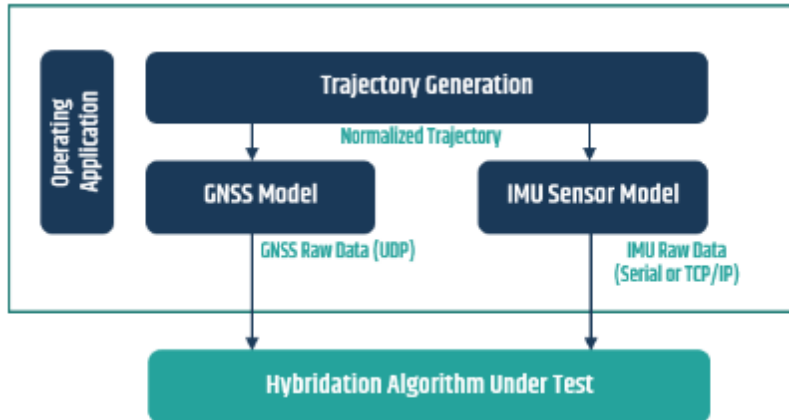 Operating
Application
Trajectory Generation
Normalized Trajectory
GNSS Model
IMU Sensor Model
GNSS Raw Data (UDP)
IMU Raw Data
(Serial or TCP/IP)
Hybridation Algorithm Under Test